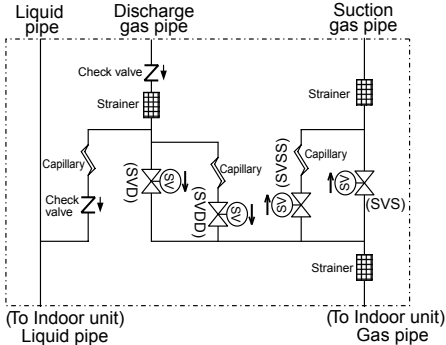 Liquid
pipe
Discharge
gas pipe
Suction
gas pipe
Check valve
Strainer
Strainer
Capillary
(SVD)
SV
Capillary
(SVDD)
SV
(SSVS)
Capillary
SV
SV
(SVS)
Check
valve
Strainer
(To Indoor unit)
Liquid pipe
(To Indoor unit)
Gas pipe